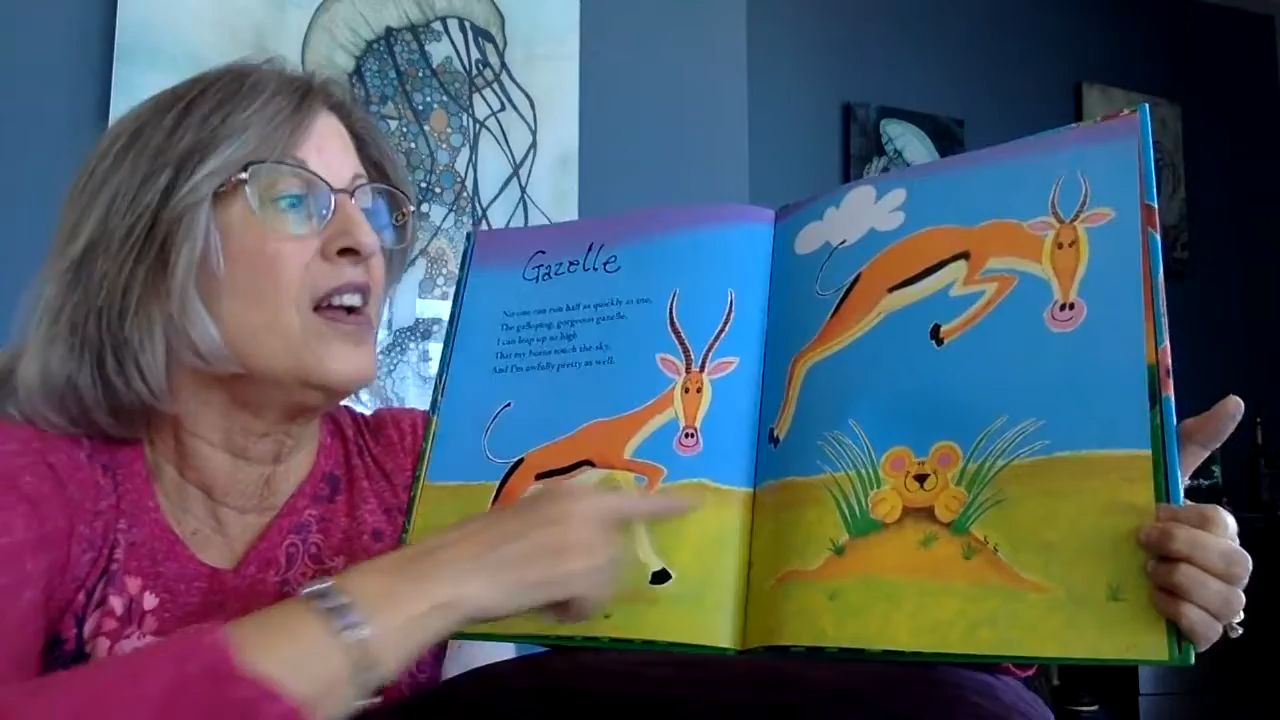 Gazelle
No one can run half as quickly as me,
The galloping, gorgeous gazelle.
I can leap up so high
That my horns touch the sky.
And I'm awfully pretty as well.